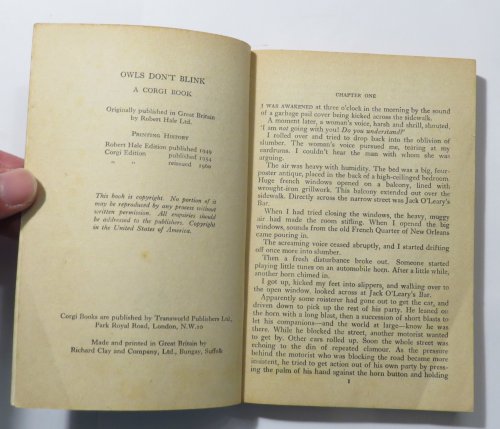 OWLS DON'T BLINK
A CORGI BOOK
Originally published in Great Britain
by Robert Hale Ltd.
PRINTING HISTORY
Robert Hale Edition published 1949
Corgi Edition published 1954
" " reissued 1960
This book is copyright. No portion of it
may be reproduced by any process without
written permission. All enquiries should
be addressed to the publishers. Copyright
in the United States of America.
Corgi Books are published by Transworld Publishers Ltd.,
Park Royal Road, London, N.W.10
Made and printed in Great Britain by
Richard Clay and Company, Ltd., Bungay, Suffolk
CHAPTER ONE
I WAS AWAKENED at three o'clock in the morning by the sound
of a garbage pail cover being kicked across the sidewalk.
A moment later, a woman's voice, harsh and shrill, shouted,
'I am not going with you! Do you understand?'
I rolled over and tried to drop back into the oblivion of
slumber. The woman's voice pursued me, tearing at my
eardrums. I couldn't hear the man with whom she was
arguing.
The air was heavy with humidity. The bed was a big, four-
poster antique, placed in the back of a high-ceilinged bedroom.
Huge french windows opened on a balcony, lined with
wrought-iron grillwork. This balcony extended out over the
sidewalk. Directly across the narrow street was Jack O'Leary's
Bar.
When I had tried closing the windows, the heavy, muggy
air had made the room stifling. When I opened the big
windows, sounds from the old French Quarter of New Orleans
came pouring in.
The screaming voice ceased abruptly, and I started drifting
off once more into slumber.
Then a fresh disturbance broke out. Someone started
playing little tunes on an automobile horn. After a little while,
another horn chimed in.
I got up, kicked my feet into slippers, and walked over to
the open window, looked across at Jack O'Leary's Bar.
Apparently some roisterer had gone out to get the car, and
driven down to pick up the rest of his party. He leaned on
the horn with a long blast, then a succession of short blasts to
let his companions—and the world at large—know he was
there. While he blocked the street, another motorist wanted
to get by. Other cars rolled up. Soon the whole street was
echoing to the din of repeated clamour. As the pressure
behind the motorist who was blocking the road became more
insistent, he tried to get action out of his own party by press-
ing the palm of his hand against the horn button and holding
1